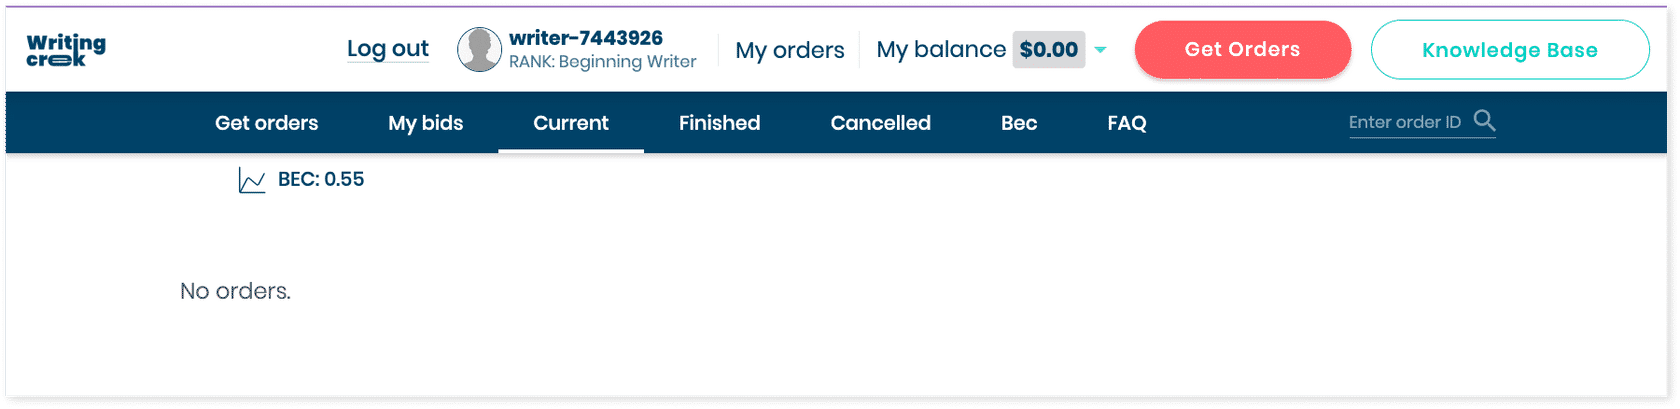 Writing
creek
Log out
writer-7443926
RANK: Beginning Writer
My orders
My balance $0.00
Get Orders
Knowledge Base
Get orders My bids Current Finished Cancelled Bec FAQ Enter order ID
BEC: 0.55
No orders.